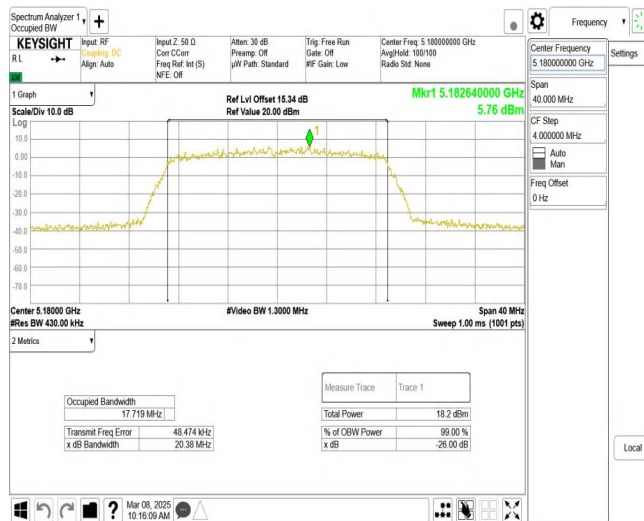 Spectrum Analyzer 1
Occupied BW
+
Frequency
KEYSIGHT
RL
Input: RF
Coupling: DC
Align: Auto
Input Z: 50 Ω
Corr CCorr
Freq Ref: Int (S)
NFE: Off
Atten: 30 dB
Preamp: Off
µW Path: Standard
Trig: Free Run
Gate: Off
#IF Gain: Low
Center Freq: 5.180000000 GHz
Avg|Hold: 100/100
Radio Std: None
Center Frequency
5.180000000 GHz
Settings
Span
40.000 MHz
CF Step
4.000000 MHz
Auto
Man
Freq Offset
0 Hz
1 Graph
Scale/Div 10.0 dB
Ref Lvl Offset 15.34 dB
Ref Value 20.00 dBm
Mkr1 5.182640000 GHz
5.76 dBm
Log
1
10.0
0.00
-10.0
-20.0
-30.0
-40.0
-50.0
-60.0
-70.0
Center 5.18000 GHz
#Res BW 430.00 kHz
#Video BW 1.3000 MHz
Span 40 MHz
Sweep 1.00 ms (1001 pts)
2 Metrics
Measure Trace Trace 1
Occupied Bandwidth
17.719 MHz
Total Power 18.2 dBm
Transmit Freq Error 48.474 kHz
% of OBW Power 99.00 %
x dB Bandwidth 20.38 MHz
x dB -26.00 dB
Local
?
Mar 08, 2025
10:16:09 AM